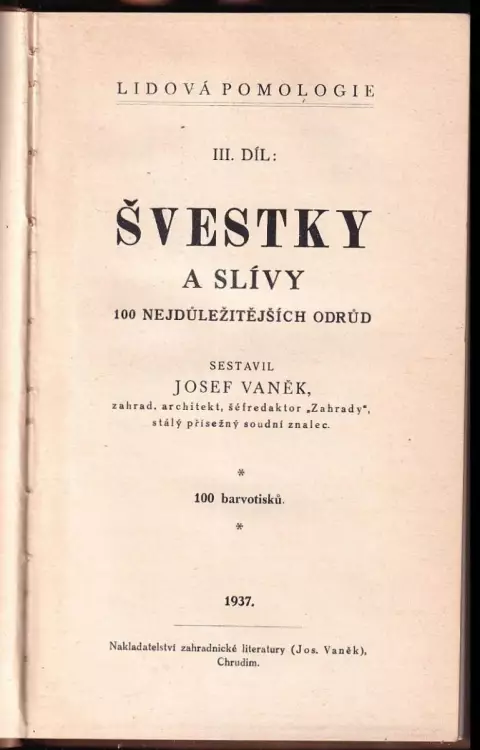 LIDOVÁ POMOLOGIE
III. DÍL:
ŠVESTKY
A SLÍVY
100 NEJDŮLEŽITĚJŠÍCH ODRŮD
SESTAVIL
JOSEF VANĚK,
zahrad. architekt, šéfredaktor „Zahrady",
stálý přísežný soudní znalec.
*
100 barvotisků.
*
1937.
Nakladatelství zahradnické literatury (Jos. Vaněk),
Chrudim.